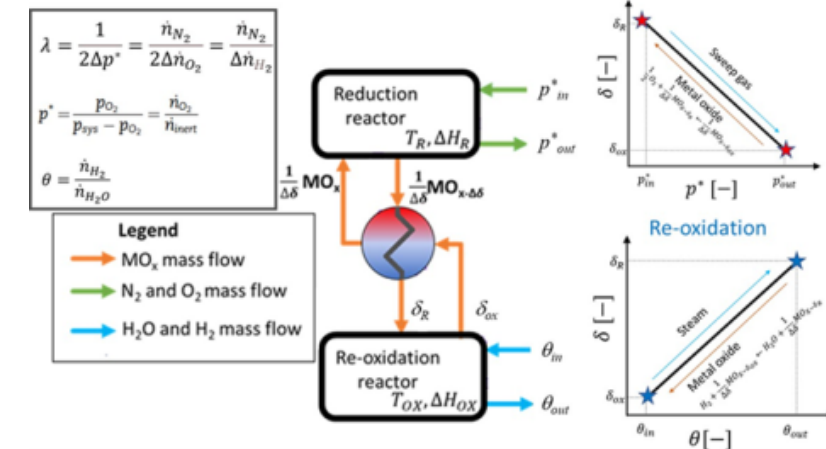 λ = 1 / 2Δp* = ṅ_N₂ / 2Δṅ_O₂ = ṅ_N₂ / Δṅ_H₂
p* = p_O₂ / (p_sys − p_O₂) = ṅ_O₂ / ṅ_inert
θ = ṅ_H₂ / ṅ_H₂O
Legend
MOₓ mass flow
N₂ and O₂ mass flow
H₂O and H₂ mass flow
Reduction
reactor
T_R, ΔH_R
p*_in
p*_out
1/Δδ MOₓ
1/Δδ MO_x-Δδ
δ_R
δ_ox
Re-oxidation
reactor
T_OX, ΔH_OX
θ_in
θ_out
δ_R
δ [−]
δ_ox
Sweep gas
Metal oxide
p*_in
p* [−]
p*_out
Re-oxidation
δ_R
δ [−]
δ_ox
Steam
Metal oxide
θ_in
θ[−]
θ_out